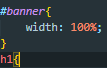 #banner{
    width: 100%;
}
h1{